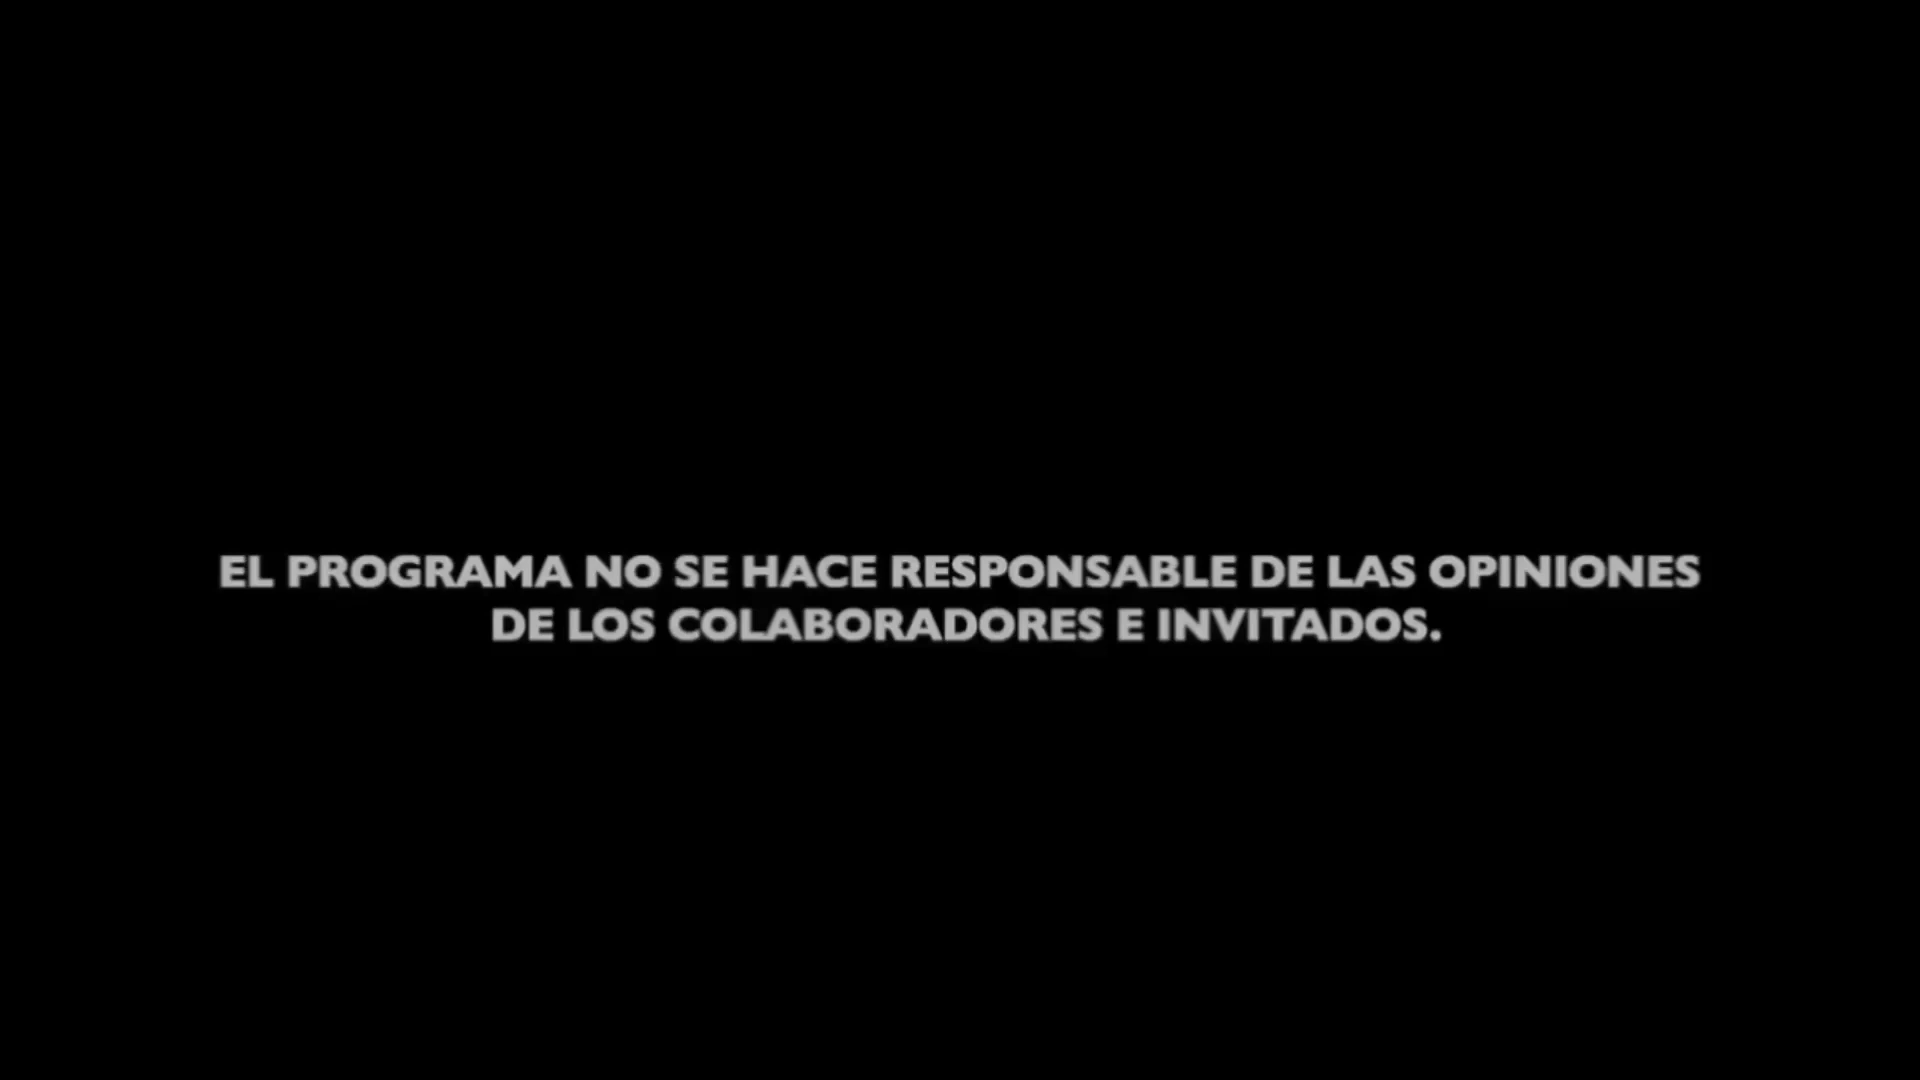 EL PROGRAMA NO SE HACE RESPONSABLE DE LAS OPINIONES
DE LOS COLABORADORES E INVITADOS.